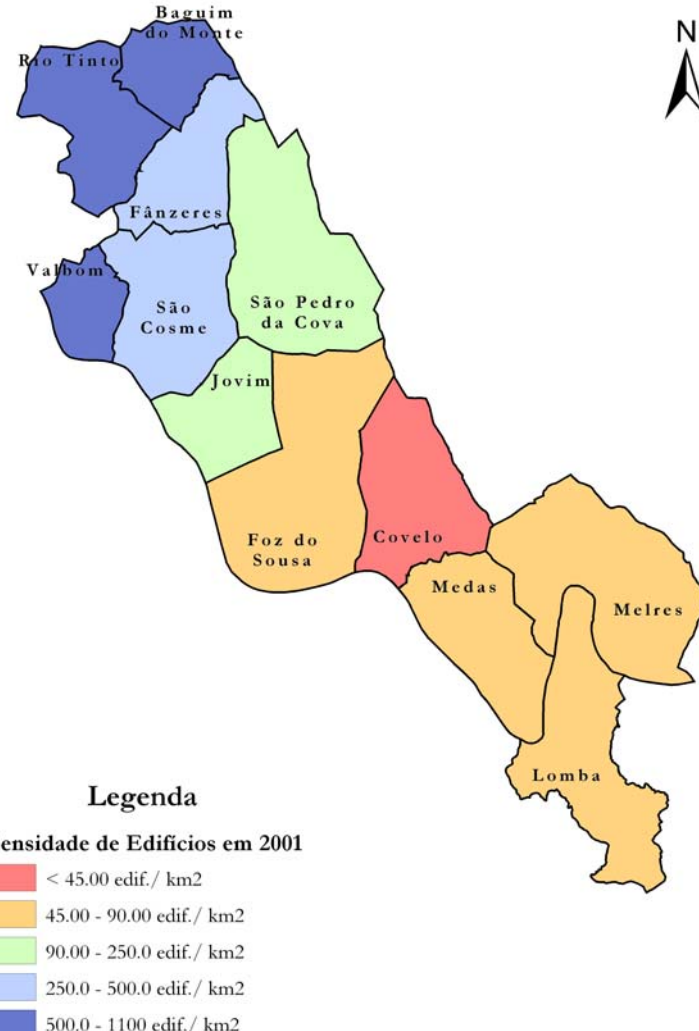 Baguim
do Monte
N
Rio Tinto
Fânzeres
Valbom
São
Cosme
São Pedro
da Cova
Jovim
Foz do
Sousa
Covelo
Medas
Melres
Lomba
Legenda
ensidade de Edifícios em 2001
< 45.00 edif./ km2
45.00 - 90.00 edif./ km2
90.00 - 250.0 edif./ km2
250.0 - 500.0 edif./ km2
500.0 - 1100 edif./ km2